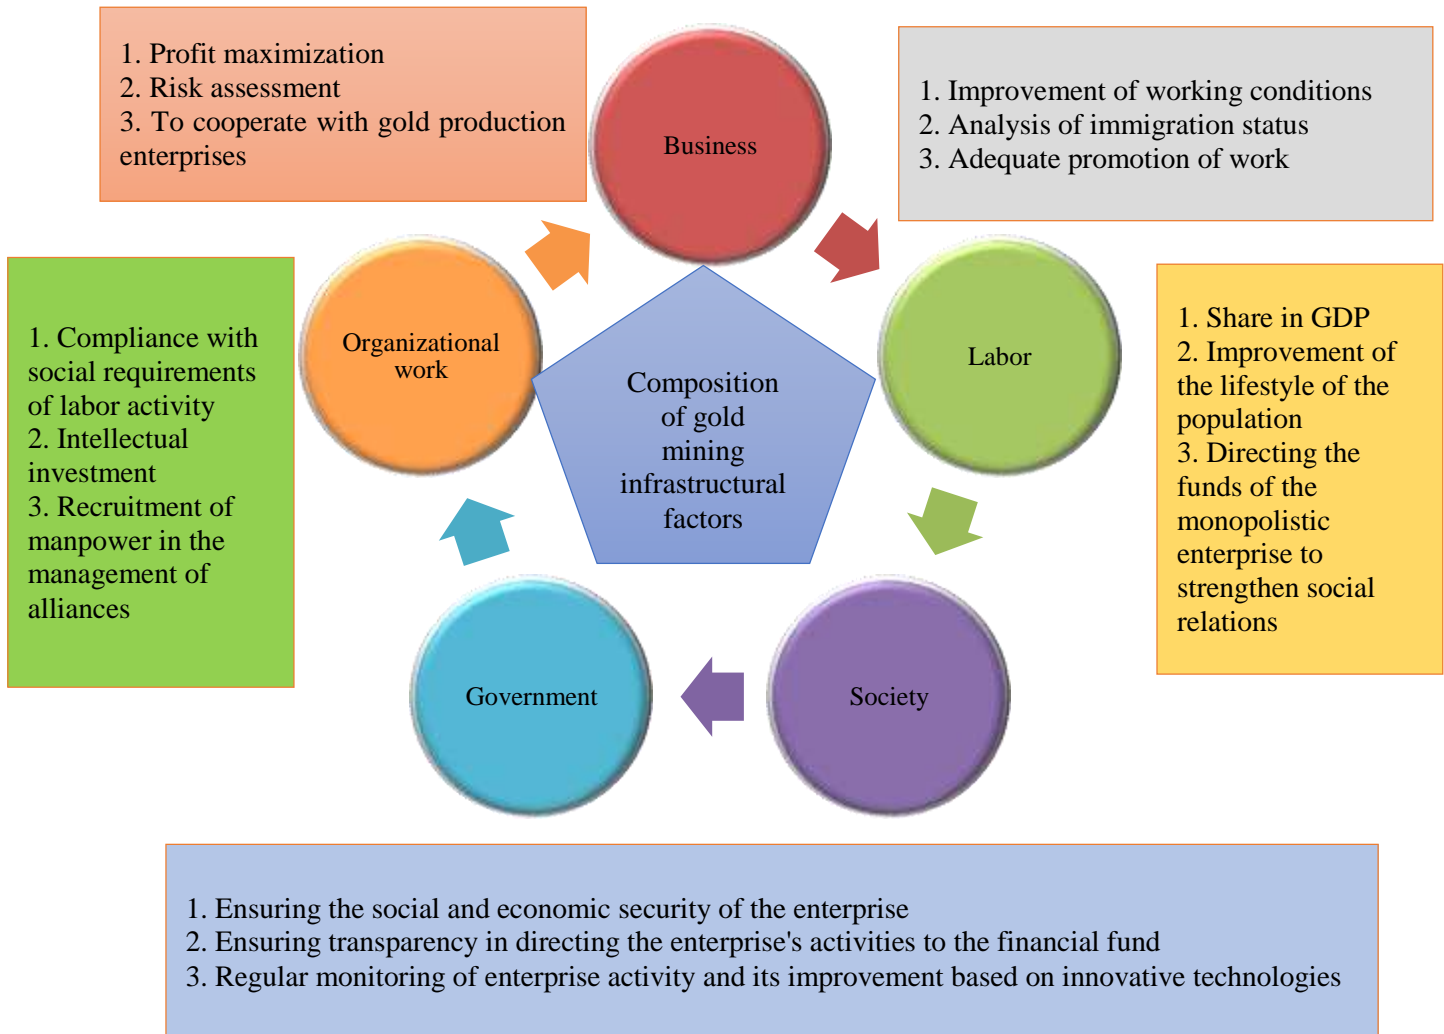 1. Profit maximization
2. Risk assessment
3. To cooperate with gold production
enterprises
Business
1. Improvement of working conditions
2. Analysis of immigration status
3. Adequate promotion of work
1. Compliance with
social requirements
of labor activity
2. Intellectual
investment
3. Recruitment of
manpower in the
management of
alliances
Organizational
work
Composition
of gold
mining
infrastructural
factors
Labor
1. Share in GDP
2. Improvement of
the lifestyle of the
population
3. Directing the
funds of the
monopolistic
enterprise to
strengthen social
relations
Government
Society
1. Ensuring the social and economic security of the enterprise
2. Ensuring transparency in directing the enterprise's activities to the financial fund
3. Regular monitoring of enterprise activity and its improvement based on innovative technologies